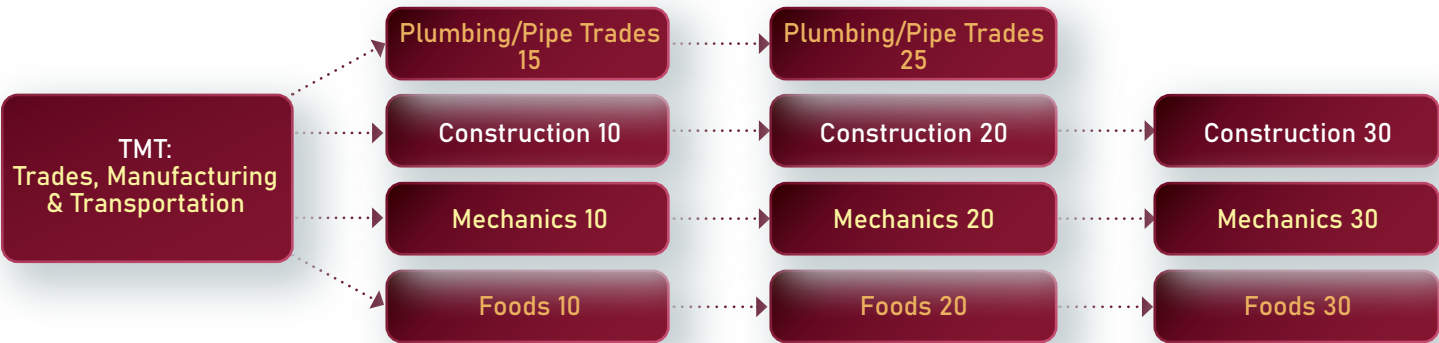 Plumbing/Pipe Trades
15
Plumbing/Pipe Trades
25
TMT:
Trades, Manufacturing
& Transportation
Construction 10
Construction 20
Construction 30
Mechanics 10
Mechanics 20
Mechanics 30
Foods 10
Foods 20
Foods 30